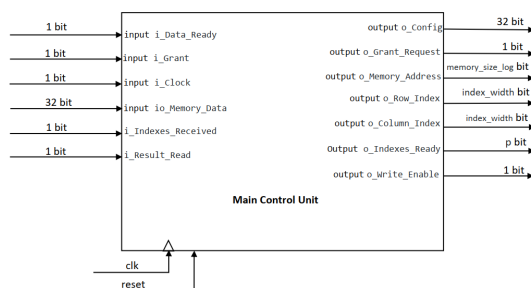 1 bit
input i_Data_Ready
1 bit
input i_Grant
1 bit
input i_Clock
32 bit
input io_Memory_Data
1 bit
i_Indexes_Received
1 bit
i_Result_Read
output o_Config
32 bit
output o_Grant_Request
1 bit
output o_Memory_Address
memory_size_log bit
output o_Row_Index
index_width bit
output o_Column_Index
index_width bit
Output o_Indexes_Ready
p bit
output o_Write_Enable
1 bit
Main Control Unit
clk
reset